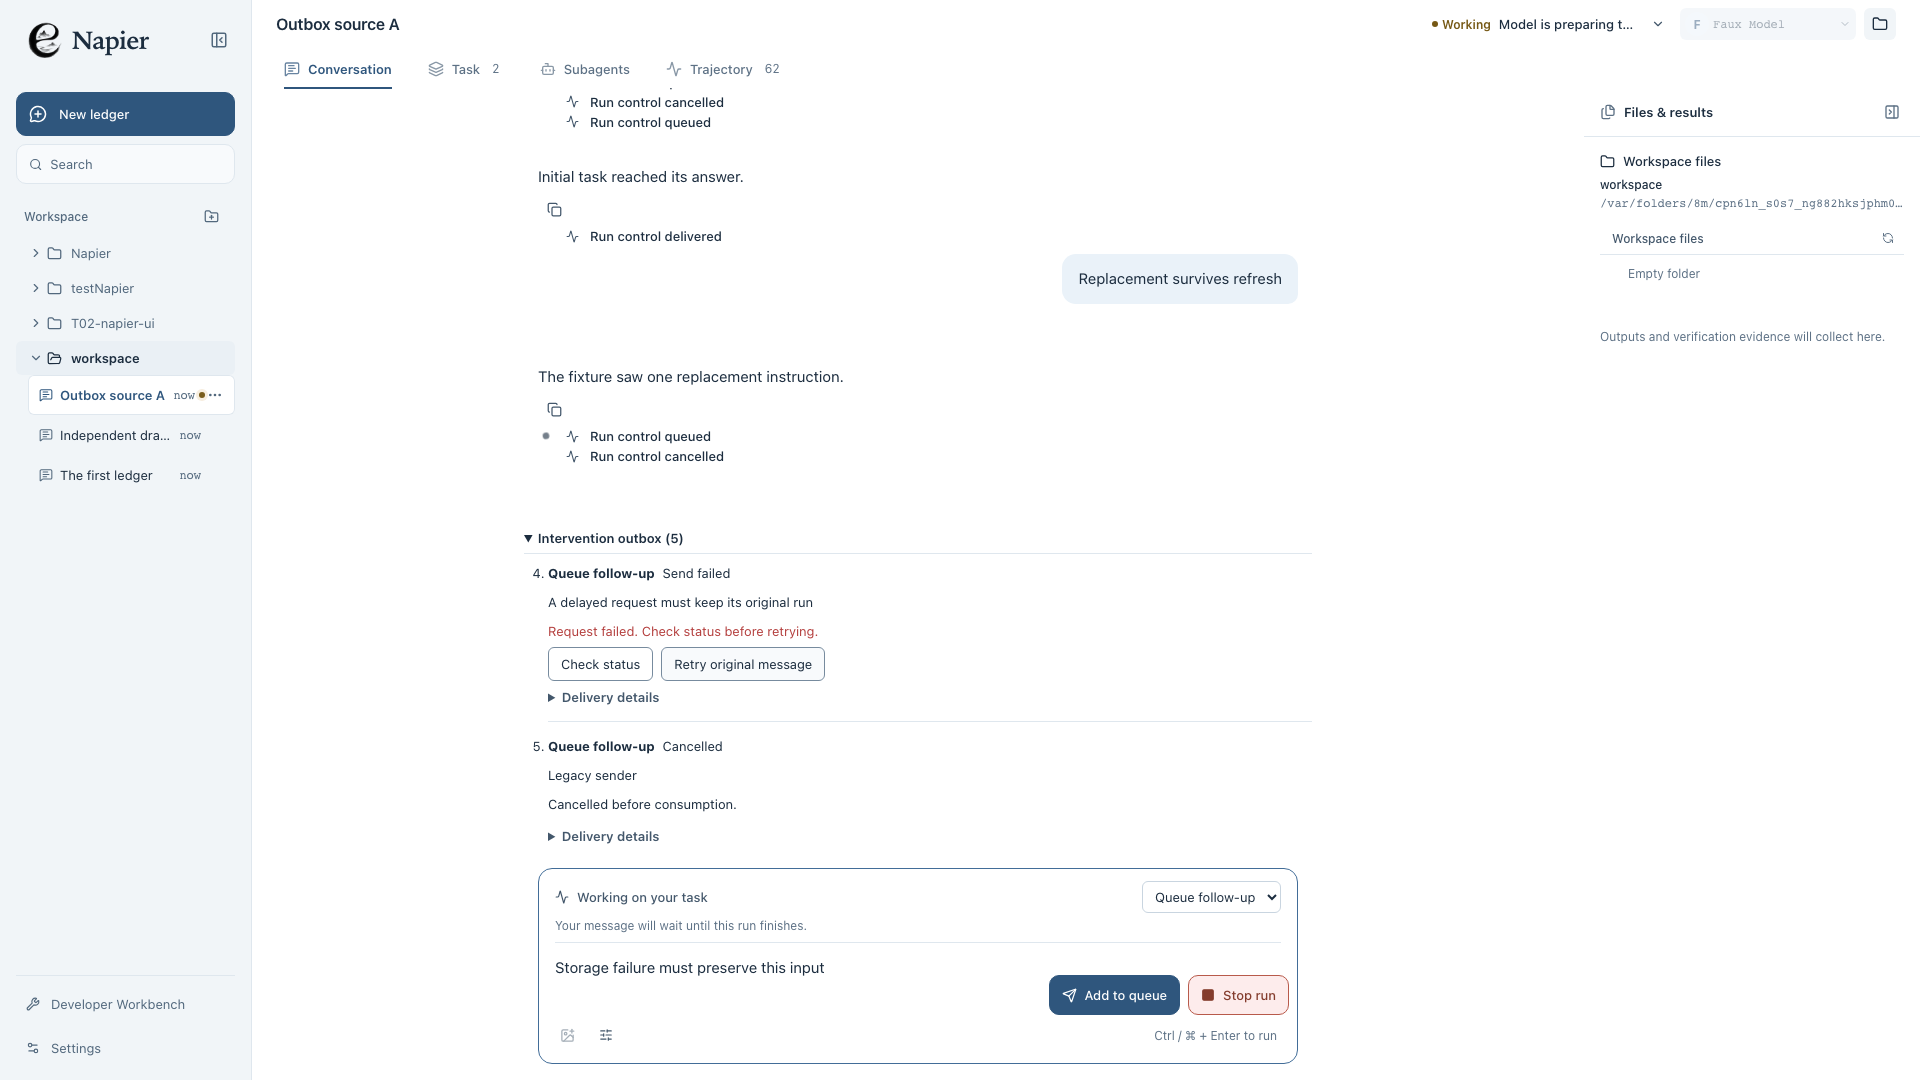 Napier
New ledger
Search
Workspace
Napier
testNapier
T02-napier-ui
workspace
Outbox source A now
Independent dra... now
The first ledger now
Developer Workbench
Settings
Outbox source A
Working Model is preparing t...
F Faux Model
Conversation
Task 2
Subagents
Trajectory 62
Run control cancelled
Run control queued
Initial task reached its answer.
Run control delivered
Replacement survives refresh
The fixture saw one replacement instruction.
Run control queued
Run control cancelled
Intervention outbox (5)
4. Queue follow-up Send failed
A delayed request must keep its original run
Request failed. Check status before retrying.
Check status
Retry original message
Delivery details
5. Queue follow-up Cancelled
Legacy sender
Cancelled before consumption.
Delivery details
Working on your task
Queue follow-up
Your message will wait until this run finishes.
Storage failure must preserve this input
Add to queue
Stop run
Ctrl / ⌘ + Enter to run
Files & results
Workspace files
workspace
/var/folders/8m/cpn6ln_s0s7_ng882hksjphm0...
Workspace files
Empty folder
Outputs and verification evidence will collect here.